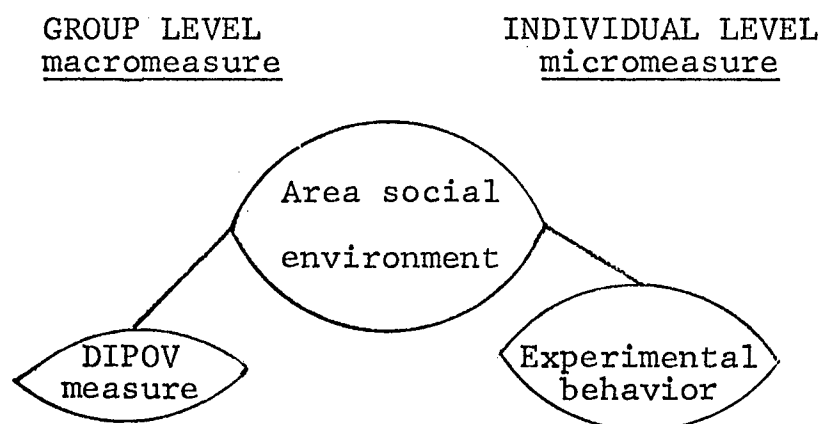 GROUP LEVEL
macromeasure
INDIVIDUAL LEVEL
micromeasure
Area social
environment
DIPOV
measure
Experimental
behavior